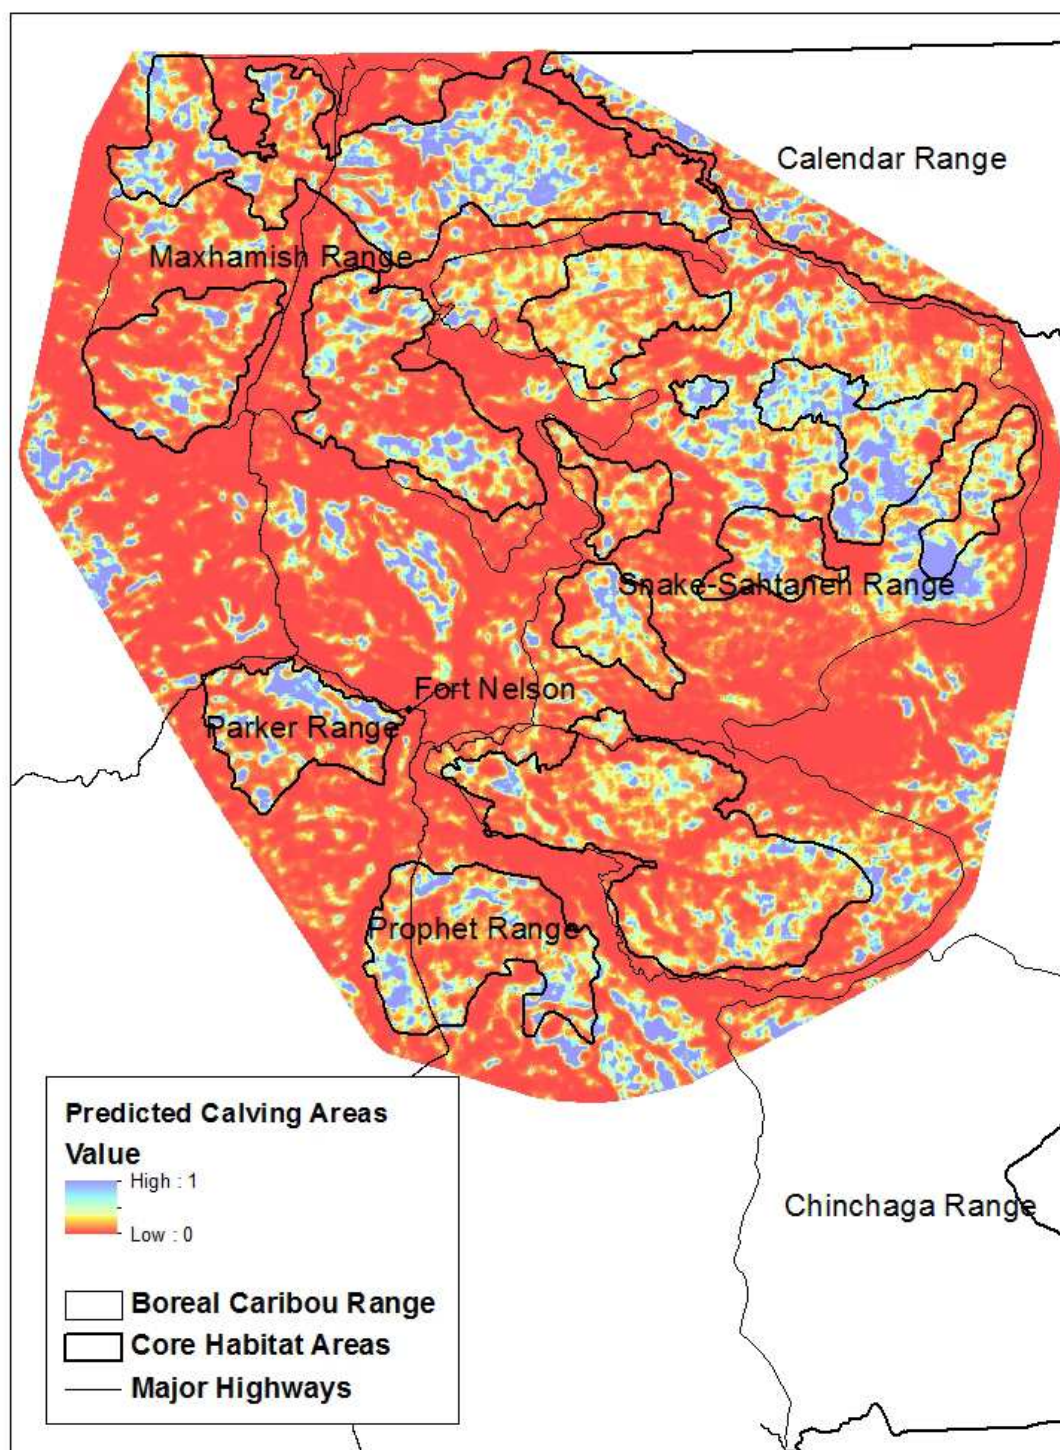 Calendar Range
Maxhamish Range
Snake-Sahtaneh Range
Fort Nelson
Parker Range
Prophet Range
Chinchaga Range
Predicted Calving Areas
Value
High : 1
Low : 0
Boreal Caribou Range
Core Habitat Areas
Major Highways